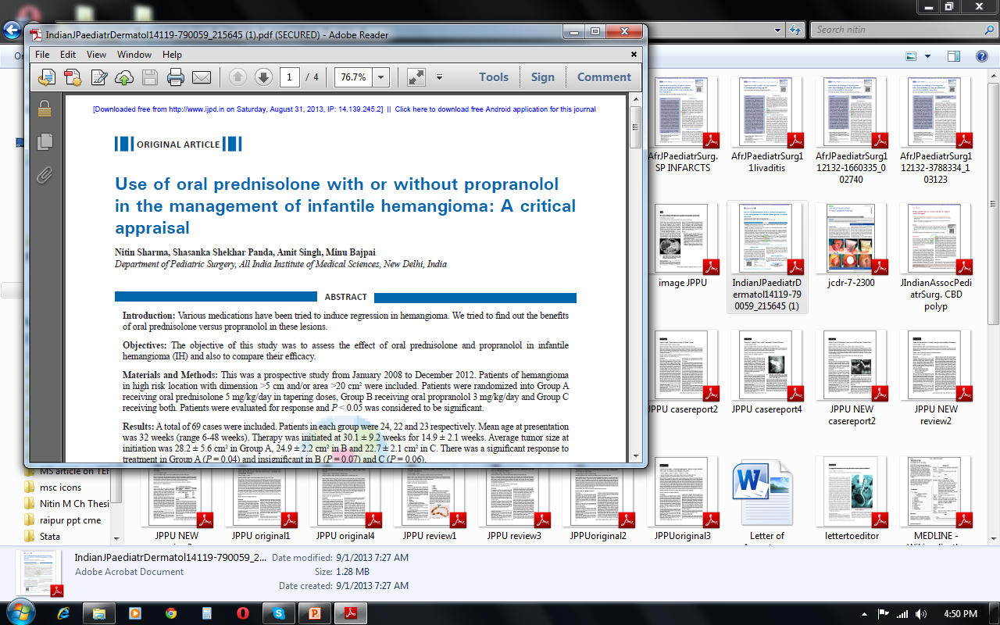 IndianJPaediatrDermatol14119-790059_215645 (1).pdf (SECURED) - Adobe Reader
Search nitin
File Edit View Window Help
1 / 4 76.7% Tools Sign Comment
[Downloaded free from http://www.ijpd.in on Saturday, August 31, 2013, IP: 14.139.245.2] || Click here to download free Android application for this journal
ORIGINAL ARTICLE
Use of oral prednisolone with or without propranolol
in the management of infantile hemangioma: A critical
appraisal
Nitin Sharma, Shasanka Shekhar Panda, Amit Singh, Minu Bajpai
Department of Pediatric Surgery, All India Institute of Medical Sciences, New Delhi, India
ABSTRACT
Introduction: Various medications have been tried to induce regression in hemangioma. We tried to find out the benefits
of oral prednisolone versus propranolol in these lesions.
Objectives: The objective of this study was to assess the effect of oral prednisolone and propranolol in infantile
hemangioma (IH) and also to compare their efficacy.
Materials and Methods: This was a prospective study from January 2008 to December 2012. Patients of hemangioma
in high risk location with dimension >5 cm and/or area >20 cm² were included. Patients were randomized into Group A
receiving oral prednisolone 5 mg/kg/day in tapering doses, Group B receiving oral propranolol 3 mg/kg/day and Group C
receiving both. Patients were evaluated for response and P < 0.05 was considered to be significant.
Results: A total of 69 cases were included. Patients in each group were 24, 22 and 23 respectively. Mean age at presentation
was 32 weeks (range 6-48 weeks). Therapy was initiated at 30.1 ± 9.2 weeks for 14.9 ± 2.1 weeks. Average tumor size at
initiation was 28.2 ± 5.6 cm² in Group A, 24.9 ± 2.2 cm² in B and 22.7 ± 2.1 cm² in C. There was a significant response to
treatment in Group A (P = 0.04) and insignificant in B (P = 0.07) and C (P = 0.06).
AfrJPaediatrSurg.
SP INFARCTS
AfrJPaediatrSurg1
1livaditis
AfrJPaediatrSurg1
12132-1660335_0
02740
AfrJPaediatrSurg1
12132-3788334_1
03123
image JPPU
IndianJPaediatrD
ermatol14119-79
0059_215645 (1)
jcdr-7-2300
JIndianAssocPedi
atrSurg. CBD
polyp
JPPU casereport2
JPPU casereport4
JPPU NEW
casereport2
JPPU NEW
review2
MS article on TEF
msc icons
Nitin M Ch Thesi
raipur ppt cme
Stata
JPPU NEW
JPPU original1
JPPU original4
JPPU review1
JPPU review3
JPPUoriginal2
JPPUoriginal3
Letter of
lettertoeditor
MEDLINE -
IndianJPaediatrDermatol14119-790059_2... Date modified: 9/1/2013 7:27 AM
Adobe Acrobat Document Size: 1.28 MB
Date created: 9/1/2013 7:27 AM
4:50 PM